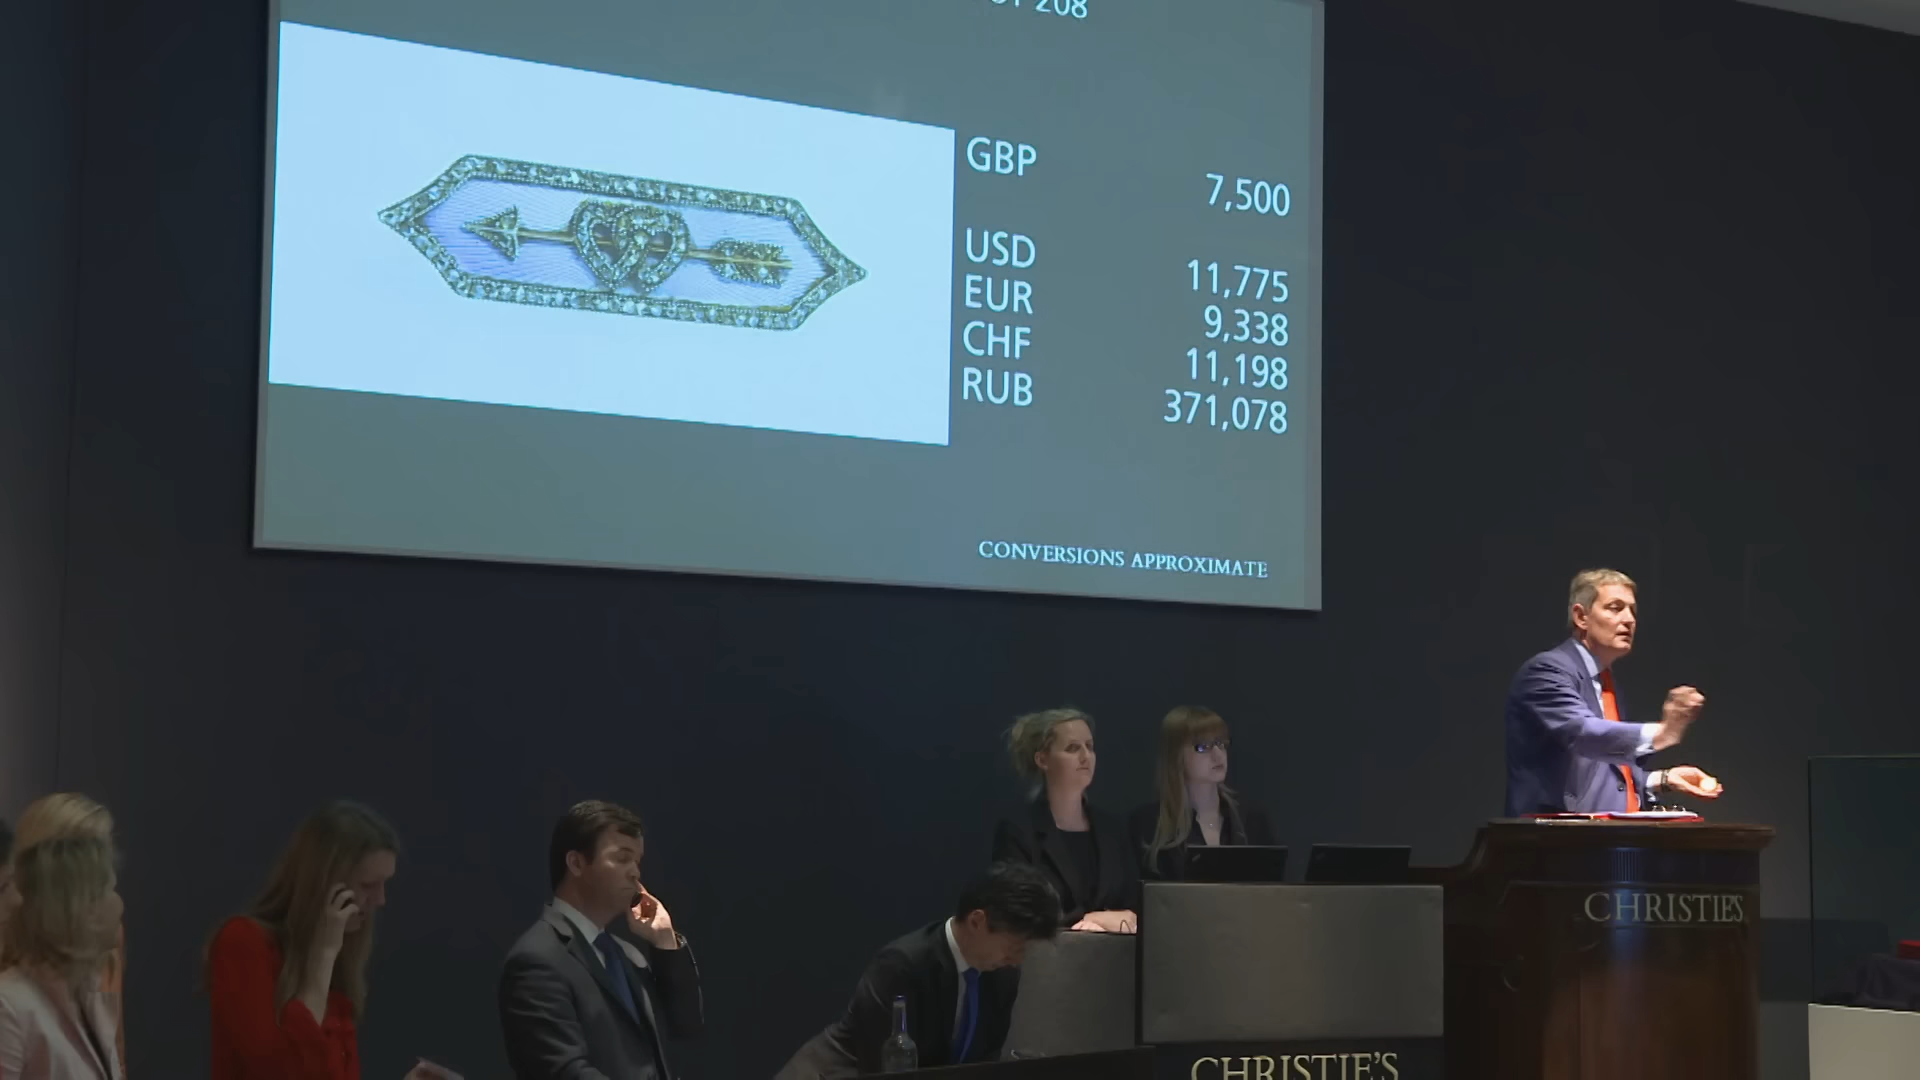 208
GBP 7,500
USD 11,775
EUR 9,338
CHF 11,198
RUB 371,078
CONVERSIONS APPROXIMATE
CHRISTIE'S
CHRISTIE'S